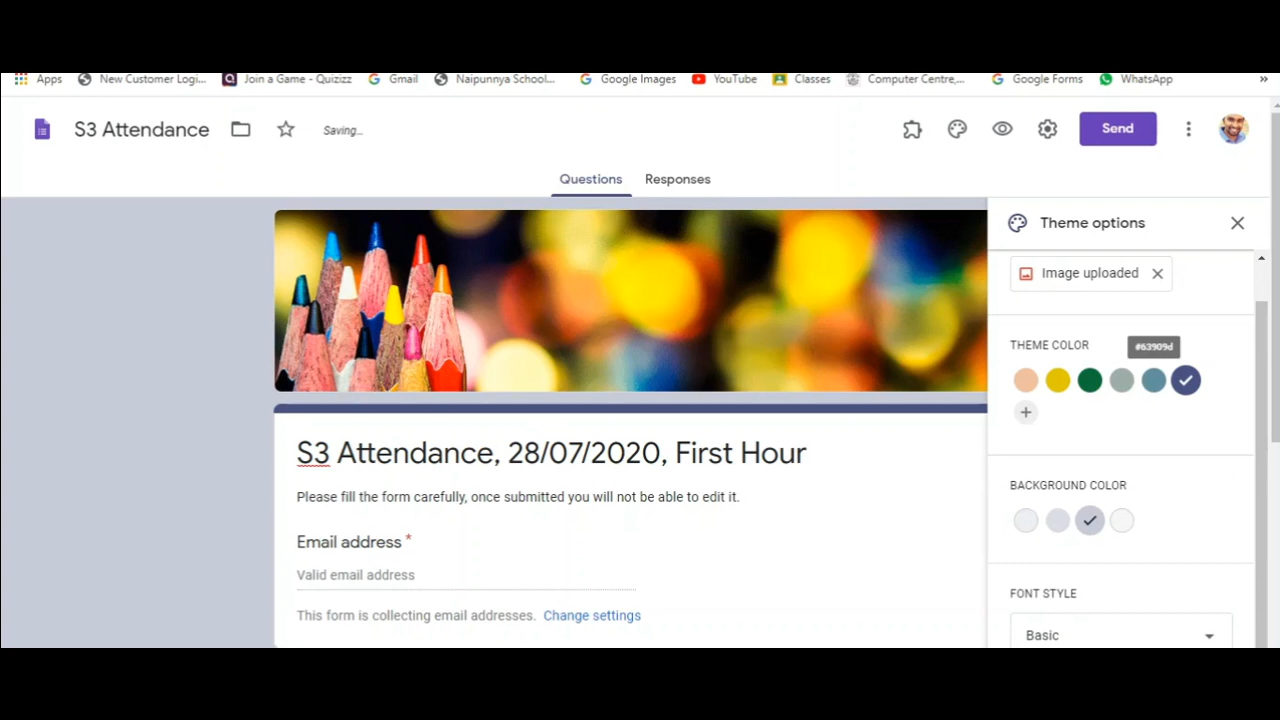 Apps New Customer Logi... Join a Game - Quizizz Gmail Naipunnya School... Google Images YouTube Classes Computer Centre,... Google Forms WhatsApp »
S3 Attendance Saving... Send
Questions Responses
Theme options
Image uploaded
THEME COLOR #63909d
S3 Attendance, 28/07/2020, First Hour
Please fill the form carefully, once submitted you will not be able to edit it.
BACKGROUND COLOR
Email address *
Valid email address
FONT STYLE
This form is collecting email addresses. Change settings
Basic